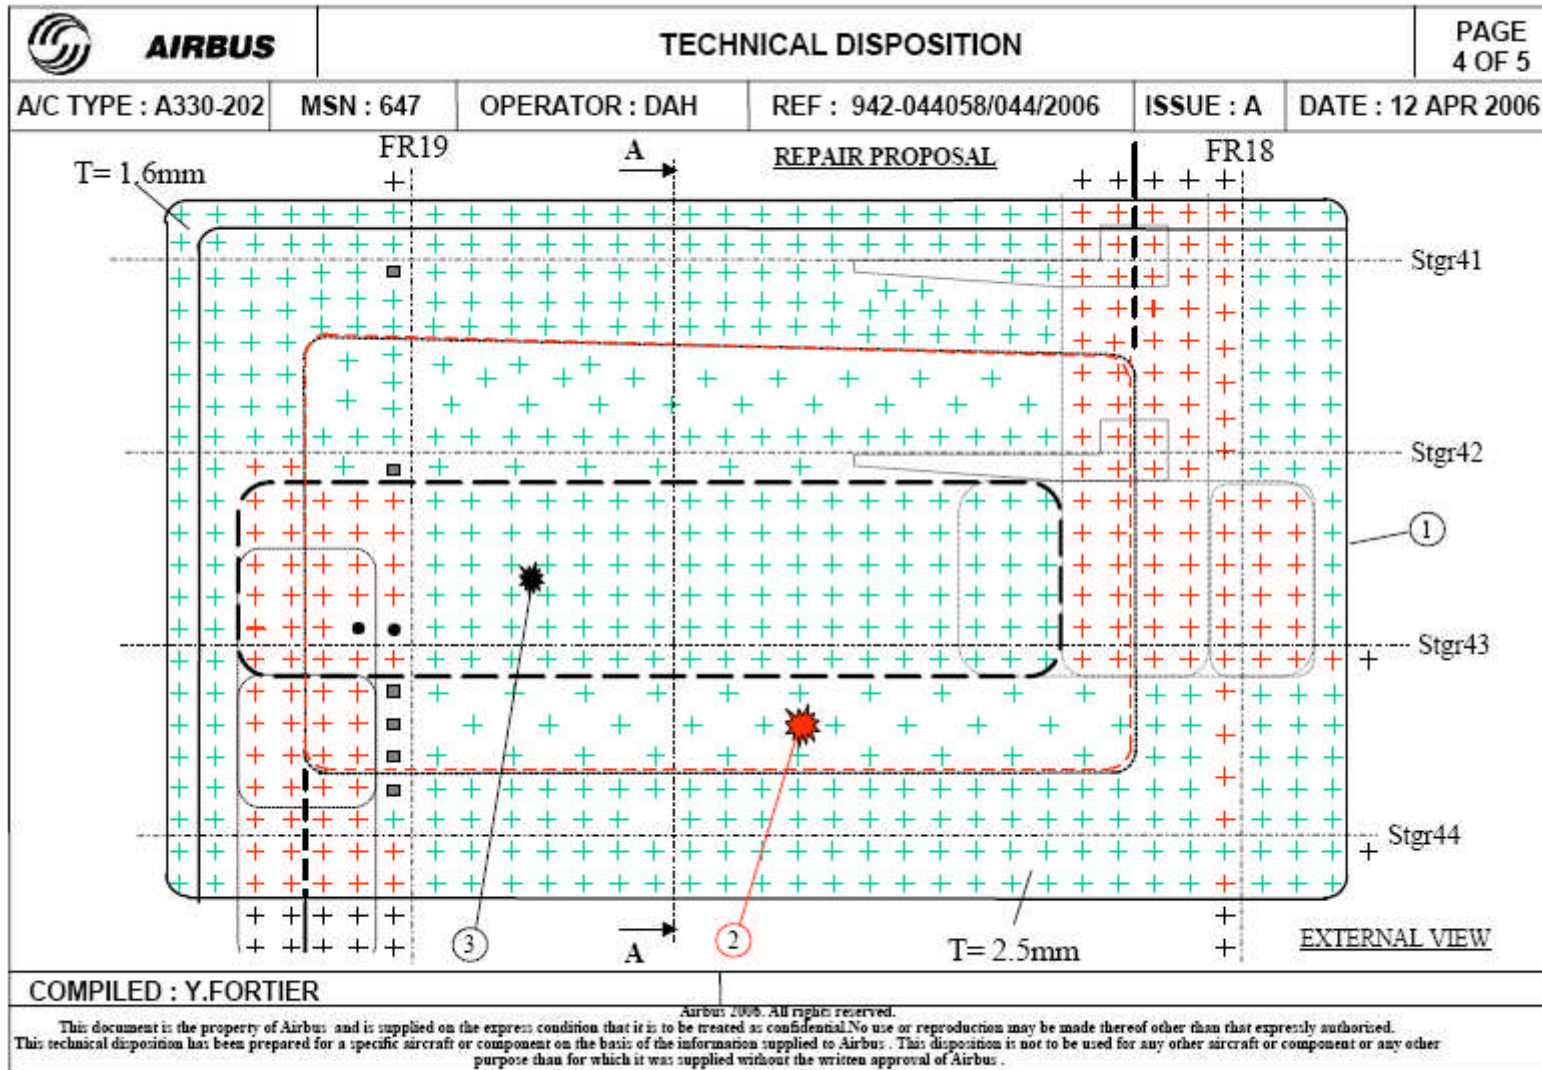 AIRBUS
TECHNICAL DISPOSITION
PAGE
4 OF 5
A/C TYPE : A330-202
MSN : 647
OPERATOR : DAH
REF : 942-044058/044/2006
ISSUE : A
DATE : 12 APR 2006
FR19
A
REPAIR PROPOSAL
FR18
T= 1.6mm
Stgr41
Stgr42
1
Stgr43
Stgr44
3
A
2
T= 2.5mm
EXTERNAL VIEW
COMPILED : Y.FORTIER
Airbus 2006. All rights reserved.
This document is the property of Airbus and is supplied on the express condition that it is to be treated as confidential.No use or reproduction may be made thereof other than that expressly authorised.
This technical disposition has been prepared for a specific aircraft or component on the basis of the information supplied to Airbus . This disposition is not to be used for any other aircraft or component or any other
purpose than for which it was supplied without the written approval of Airbus .